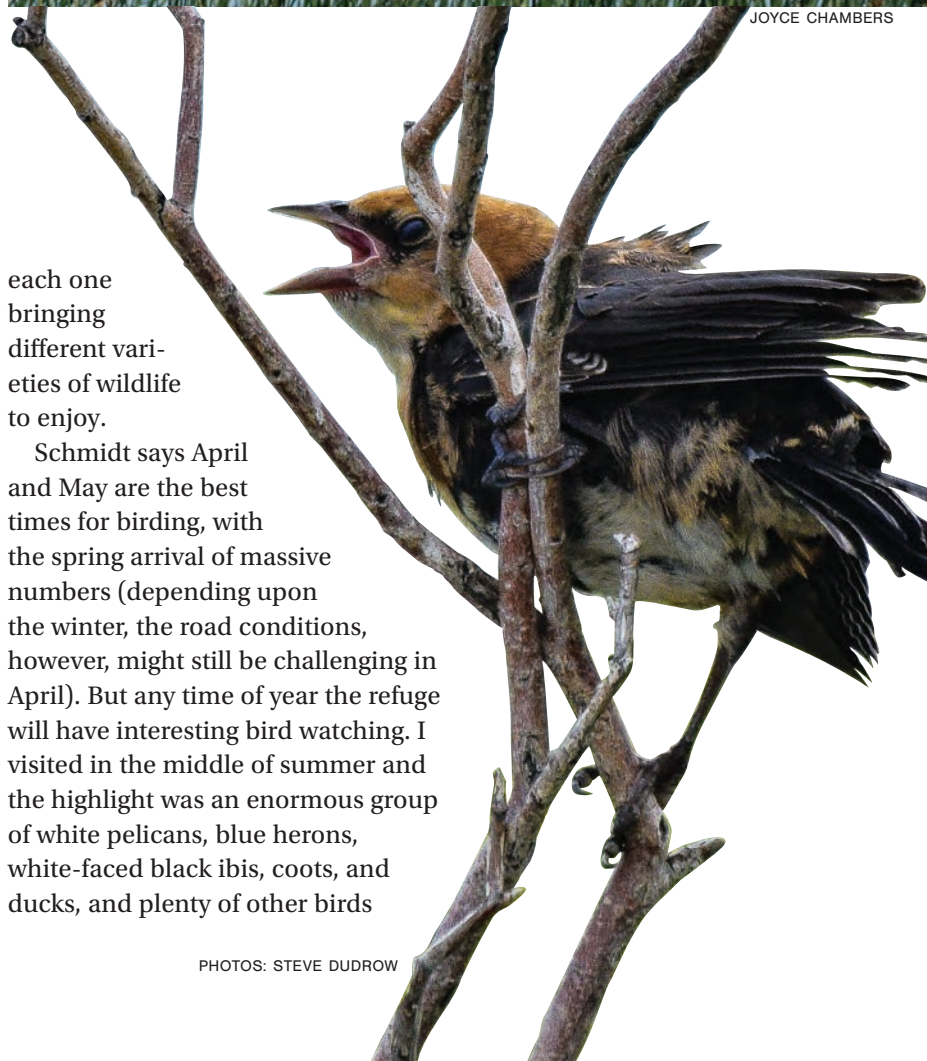 JOYCE CHAMBERS
each one
bringing
different vari-
eties of wildlife
to enjoy.
Schmidt says April
and May are the best
times for birding, with
the spring arrival of massive
numbers (depending upon
the winter, the road conditions,
however, might still be challenging in
April). But any time of year the refuge
will have interesting bird watching. I
visited in the middle of summer and
the highlight was an enormous group
of white pelicans, blue herons,
white-faced black ibis, coots, and
ducks, and plenty of other birds
PHOTOS: STEVE DUDROW